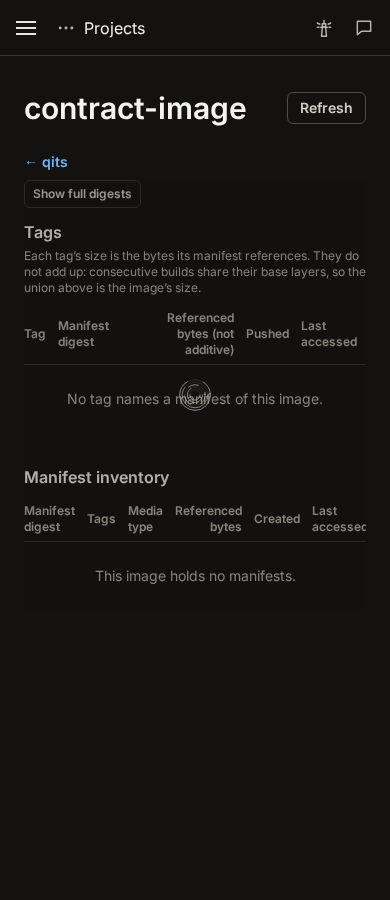 Projects
contract-image
Refresh
← qits
Show full digests
Tags
Each tag's size is the bytes its manifest references. They do
not add up: consecutive builds share their base layers, so the
union above is the image's size.
Tag Manifest digest Referenced bytes (not additive) Pushed Last accessed
No tag names a manifest of this image.
Manifest inventory
Manifest digest Tags Media type Referenced bytes Created Last accessed
This image holds no manifests.